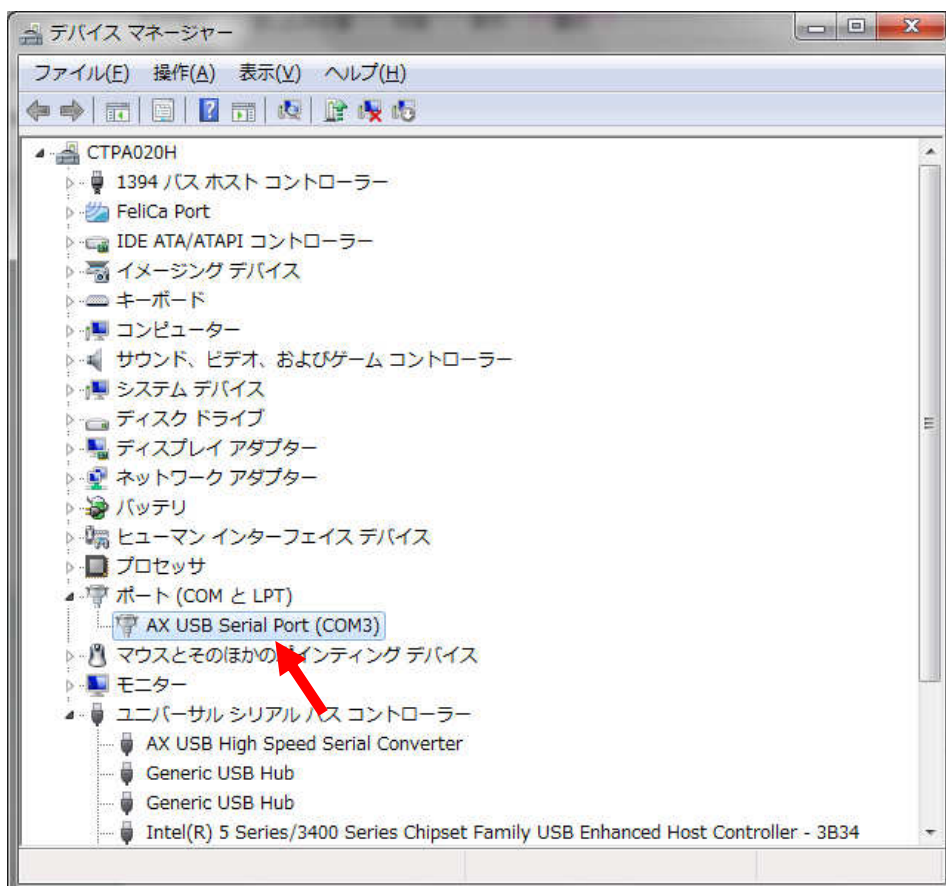 デバイス マネージャー
ファイル(F) 操作(A) 表示(V) ヘルプ(H)
CTPA020H
1394 バス ホスト コントローラー
FeliCa Port
IDE ATA/ATAPI コントローラー
イメージング デバイス
キーボード
コンピューター
サウンド、ビデオ、およびゲーム コントローラー
システム デバイス
ディスク ドライブ
ディスプレイ アダプター
ネットワーク アダプター
バッテリ
ヒューマン インターフェイス デバイス
プロセッサ
ポート (COM と LPT)
AX USB Serial Port (COM3)
マウスとそのほかのポインティング デバイス
モニター
ユニバーサル シリアル バス コントローラー
AX USB High Speed Serial Converter
Generic USB Hub
Generic USB Hub
Intel(R) 5 Series/3400 Series Chipset Family USB Enhanced Host Controller - 3B34